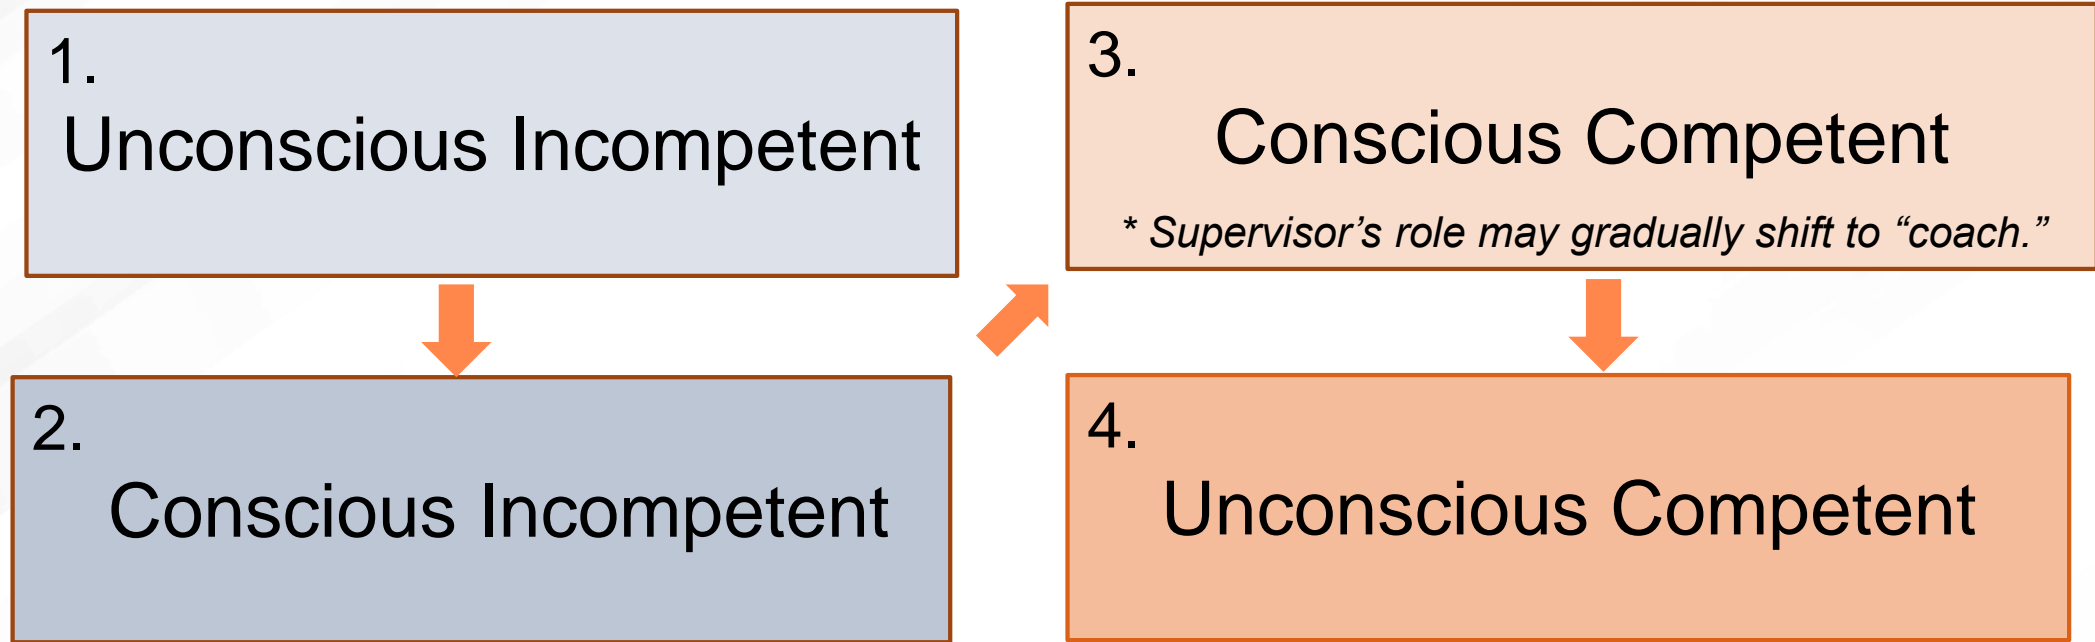 1.
Unconscious Incompetent
2.
Conscious Incompetent
3.
Conscious Competent
* Supervisor’s role may gradually shift to “coach.”
4.
Unconscious Competent